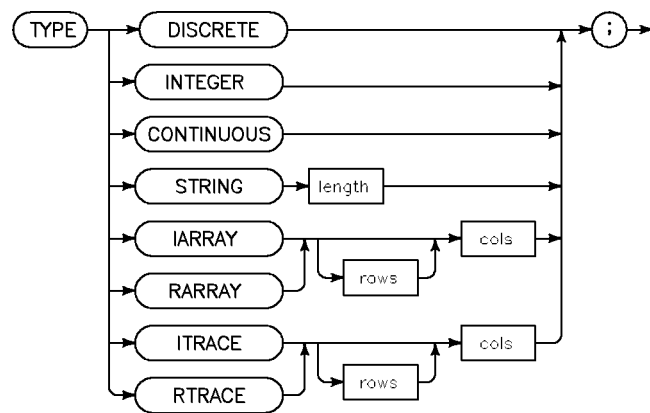 TYPE DISCRETE ;
INTEGER
CONTINUOUS
STRING length
IARRAY cols
rows
RARRAY
ITRACE cols
rows
RTRACE